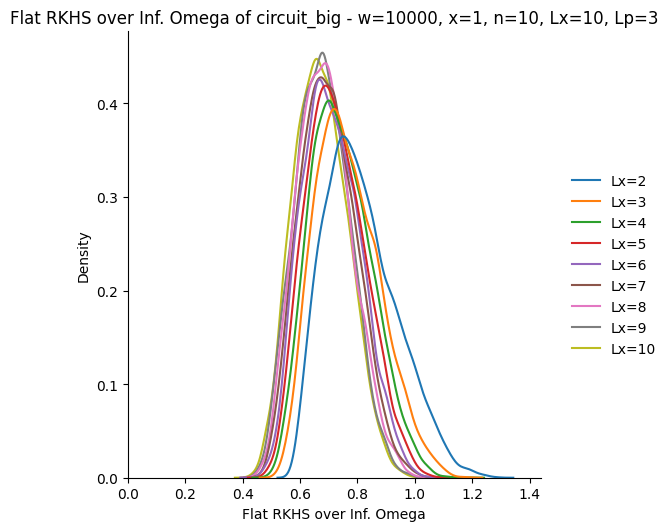 Flat RKHS over Inf. Omega of circuit_big - w=10000, x=1, n=10, Lx=10, Lp=3
Density
0.4
0.3
0.2
0.1
0.0
0.0 0.2 0.4 0.6 0.8 1.0 1.2 1.4
Flat RKHS over Inf. Omega
Lx=2
Lx=3
Lx=4
Lx=5
Lx=6
Lx=7
Lx=8
Lx=9
Lx=10